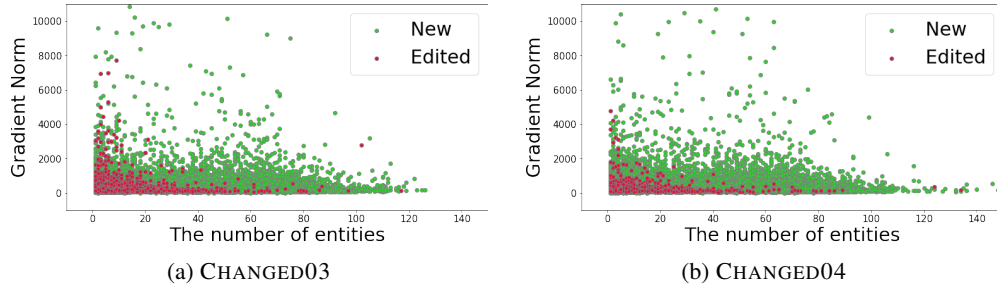 10000
8000
6000
4000
2000
0
Gradient Norm
New
Edited
0 20 40 60 80 100 120 140
The number of entities
(a) CHANGED03
10000
8000
6000
4000
2000
0
Gradient Norm
New
Edited
0 20 40 60 80 100 120 140
The number of entities
(b) CHANGED04